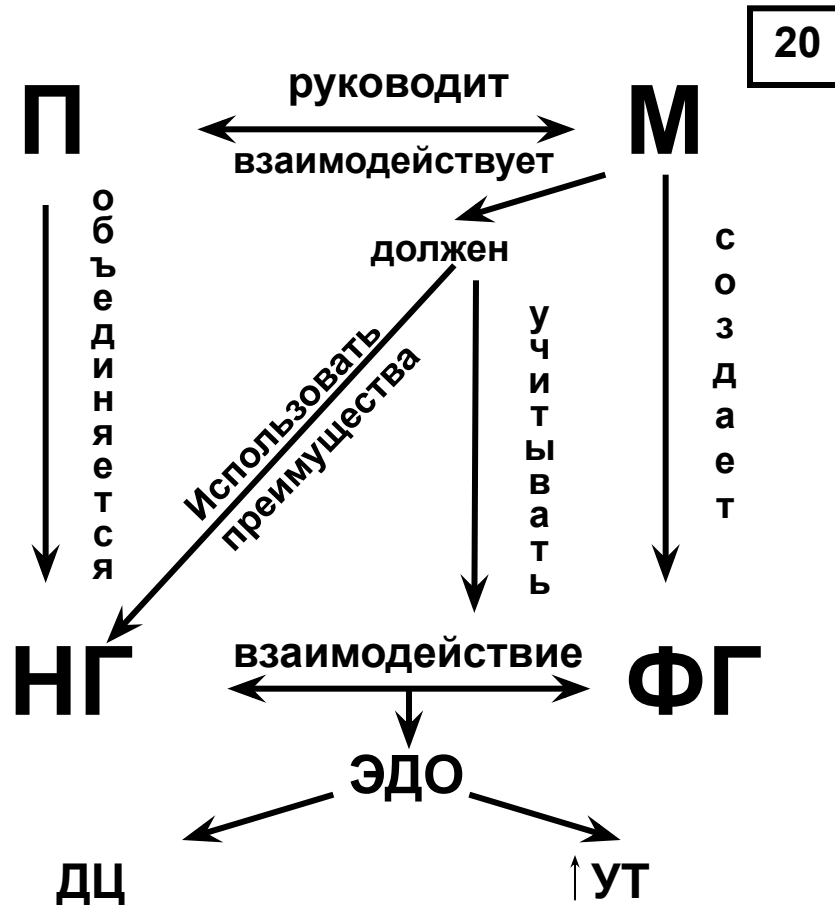 20
руководит
П
М
взаимодействует
объединяется
должен
создает
Использовать
преимущества
учитывать
НГ
взаимодействие
ФГ
ЭДО
ДЦ
↑УТ